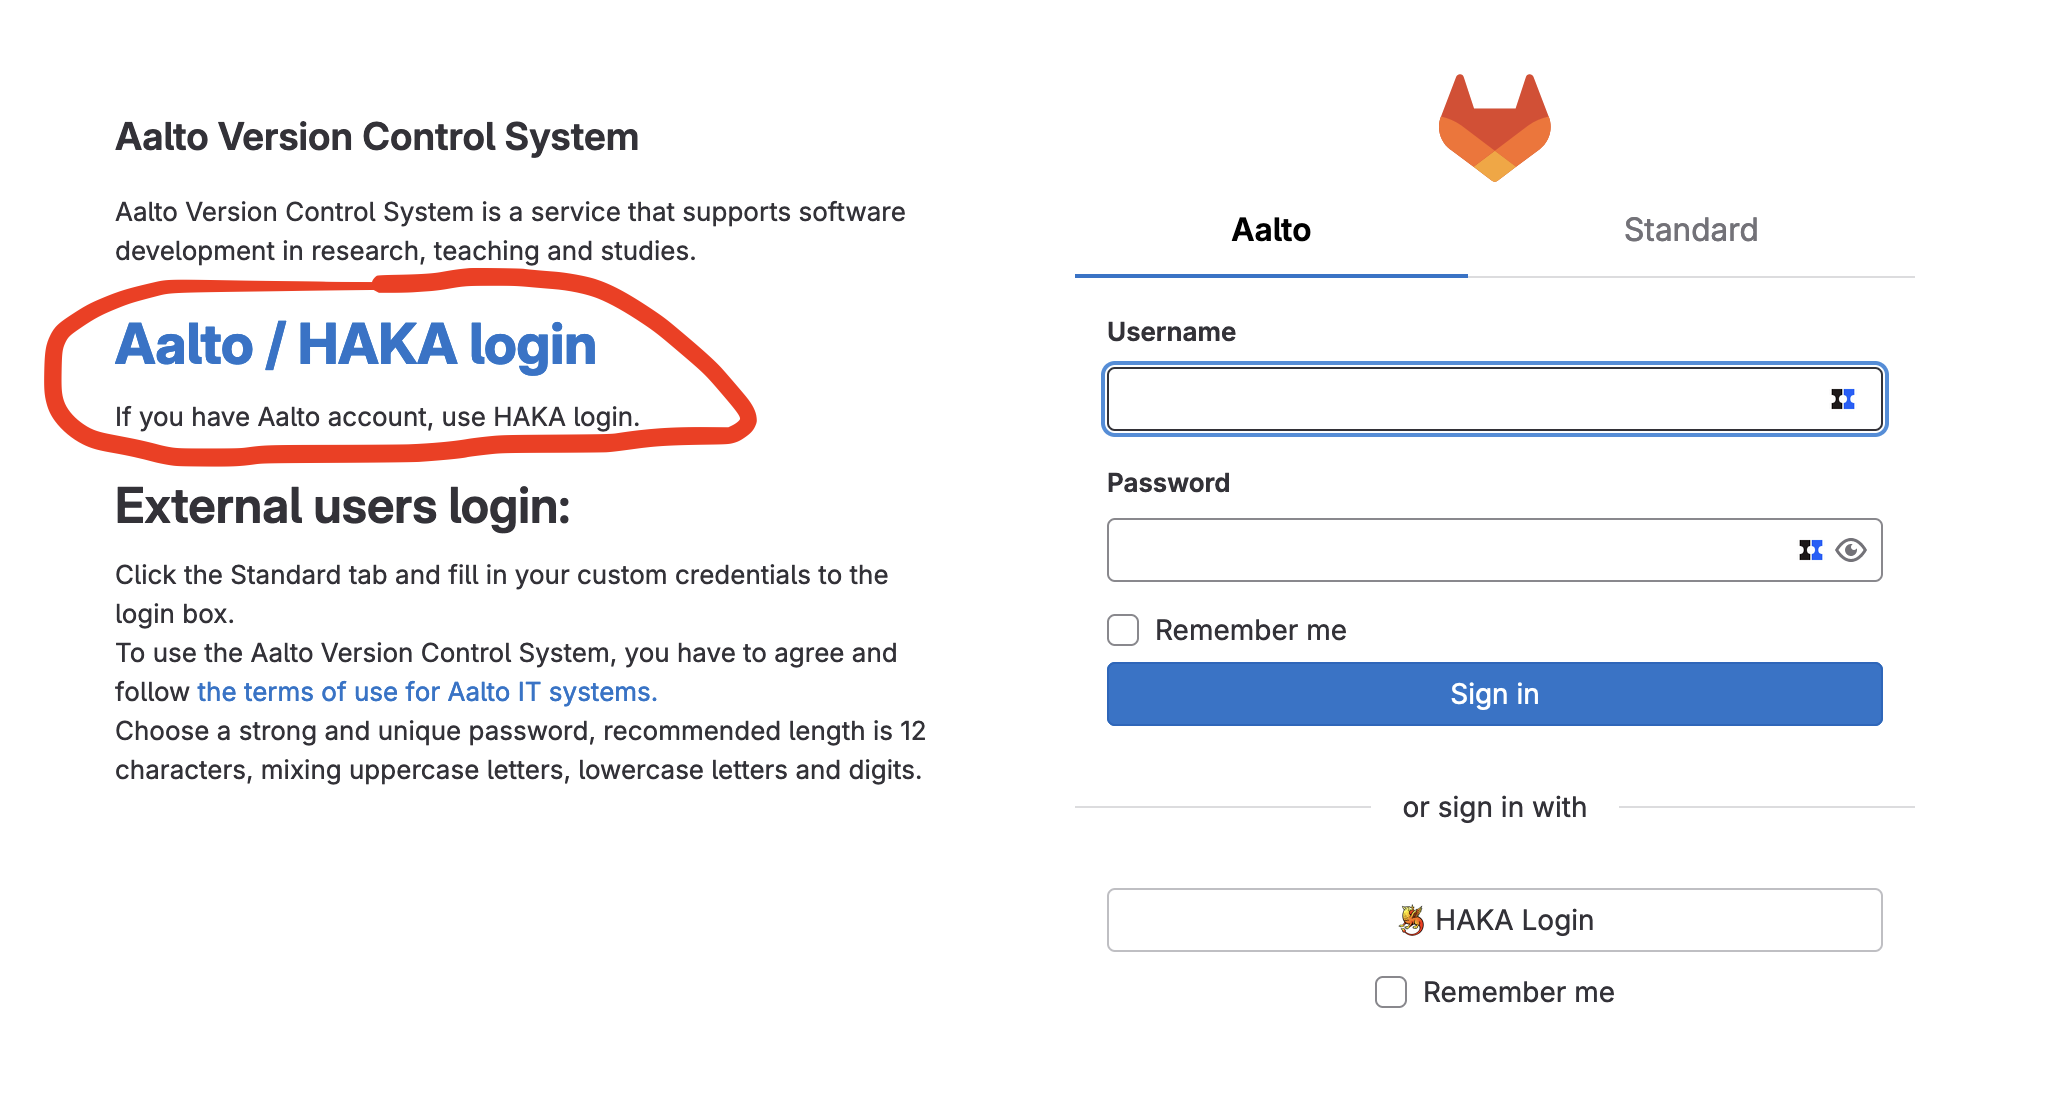 Aalto Version Control System
Aalto Version Control System is a service that supports software
development in research, teaching and studies.
Aalto / HAKA login
If you have Aalto account, use HAKA login.
External users login:
Click the Standard tab and fill in your custom credentials to the
login box.
To use the Aalto Version Control System, you have to agree and
follow the terms of use for Aalto IT systems.
Choose a strong and unique password, recommended length is 12
characters, mixing uppercase letters, lowercase letters and digits.
Aalto
Standard
Username
Password
Remember me
Sign in
or sign in with
HAKA Login
Remember me